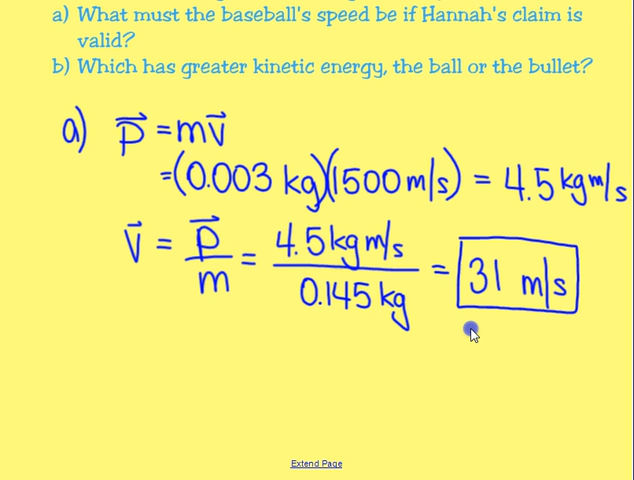 a) What must the baseball's speed be if Hannah's claim is
valid?
b) Which has greater kinetic energy, the ball or the bullet?
a) p⃗ = mv⃗
=(0.003 kg)(1500 m/s) = 4.5 kg m/s
v⃗ = p⃗/m = 4.5 kg m/s / 0.145 kg = 31 m/s
Extend Page